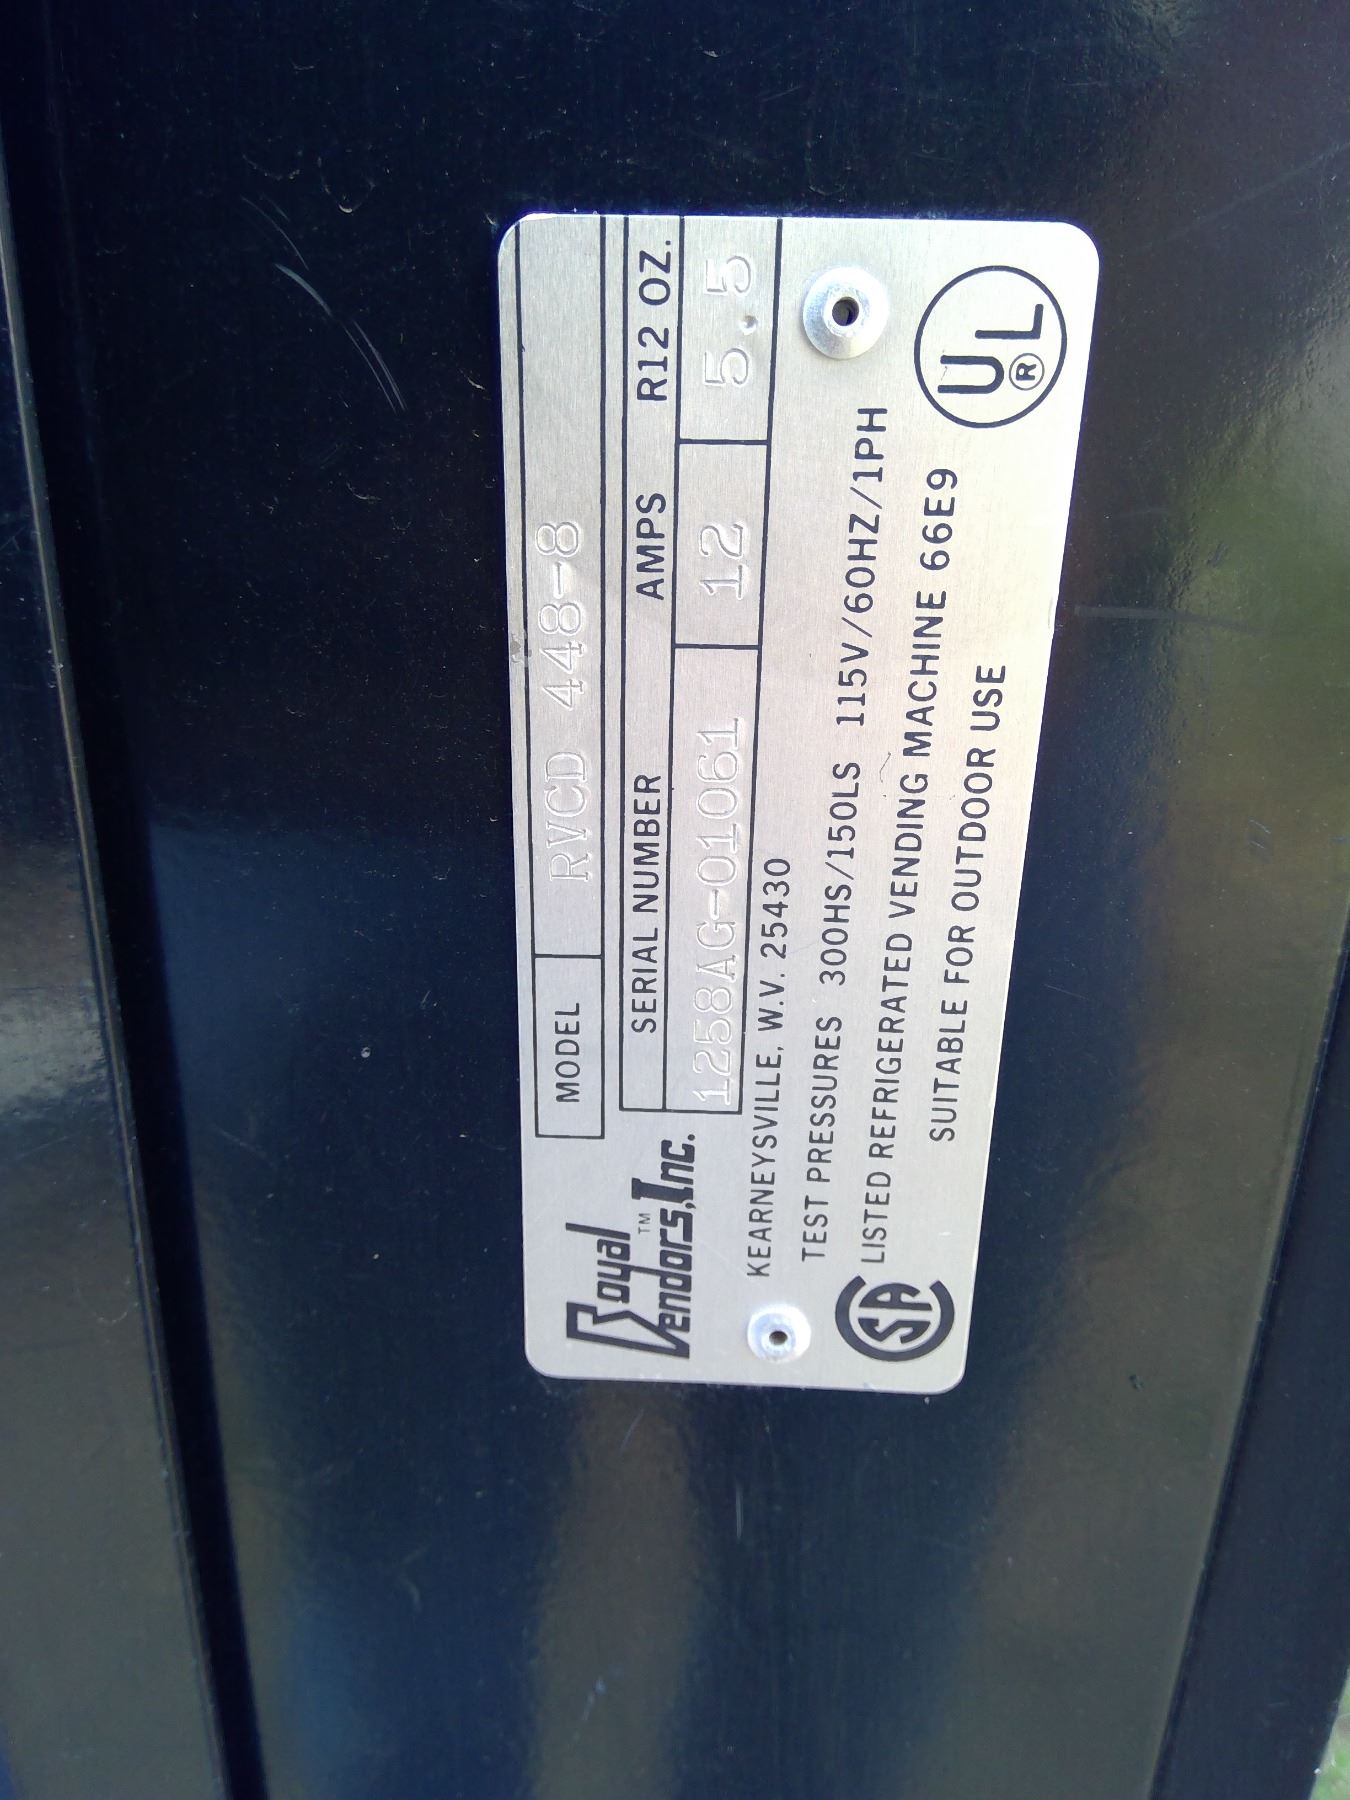 MODEL RVCD 448-8
Royal Vendors, Inc. ™
SERIAL NUMBER AMPS R12 OZ.
1258AG-01061 12 5.5
KEARNEYSVILLE, W.V. 25430
TEST PRESSURES 300HS/150LS 115V/60HZ/1PH
LISTED REFRIGERATED VENDING MACHINE 66E9
SUITABLE FOR OUTDOOR USE
SA
UL ®